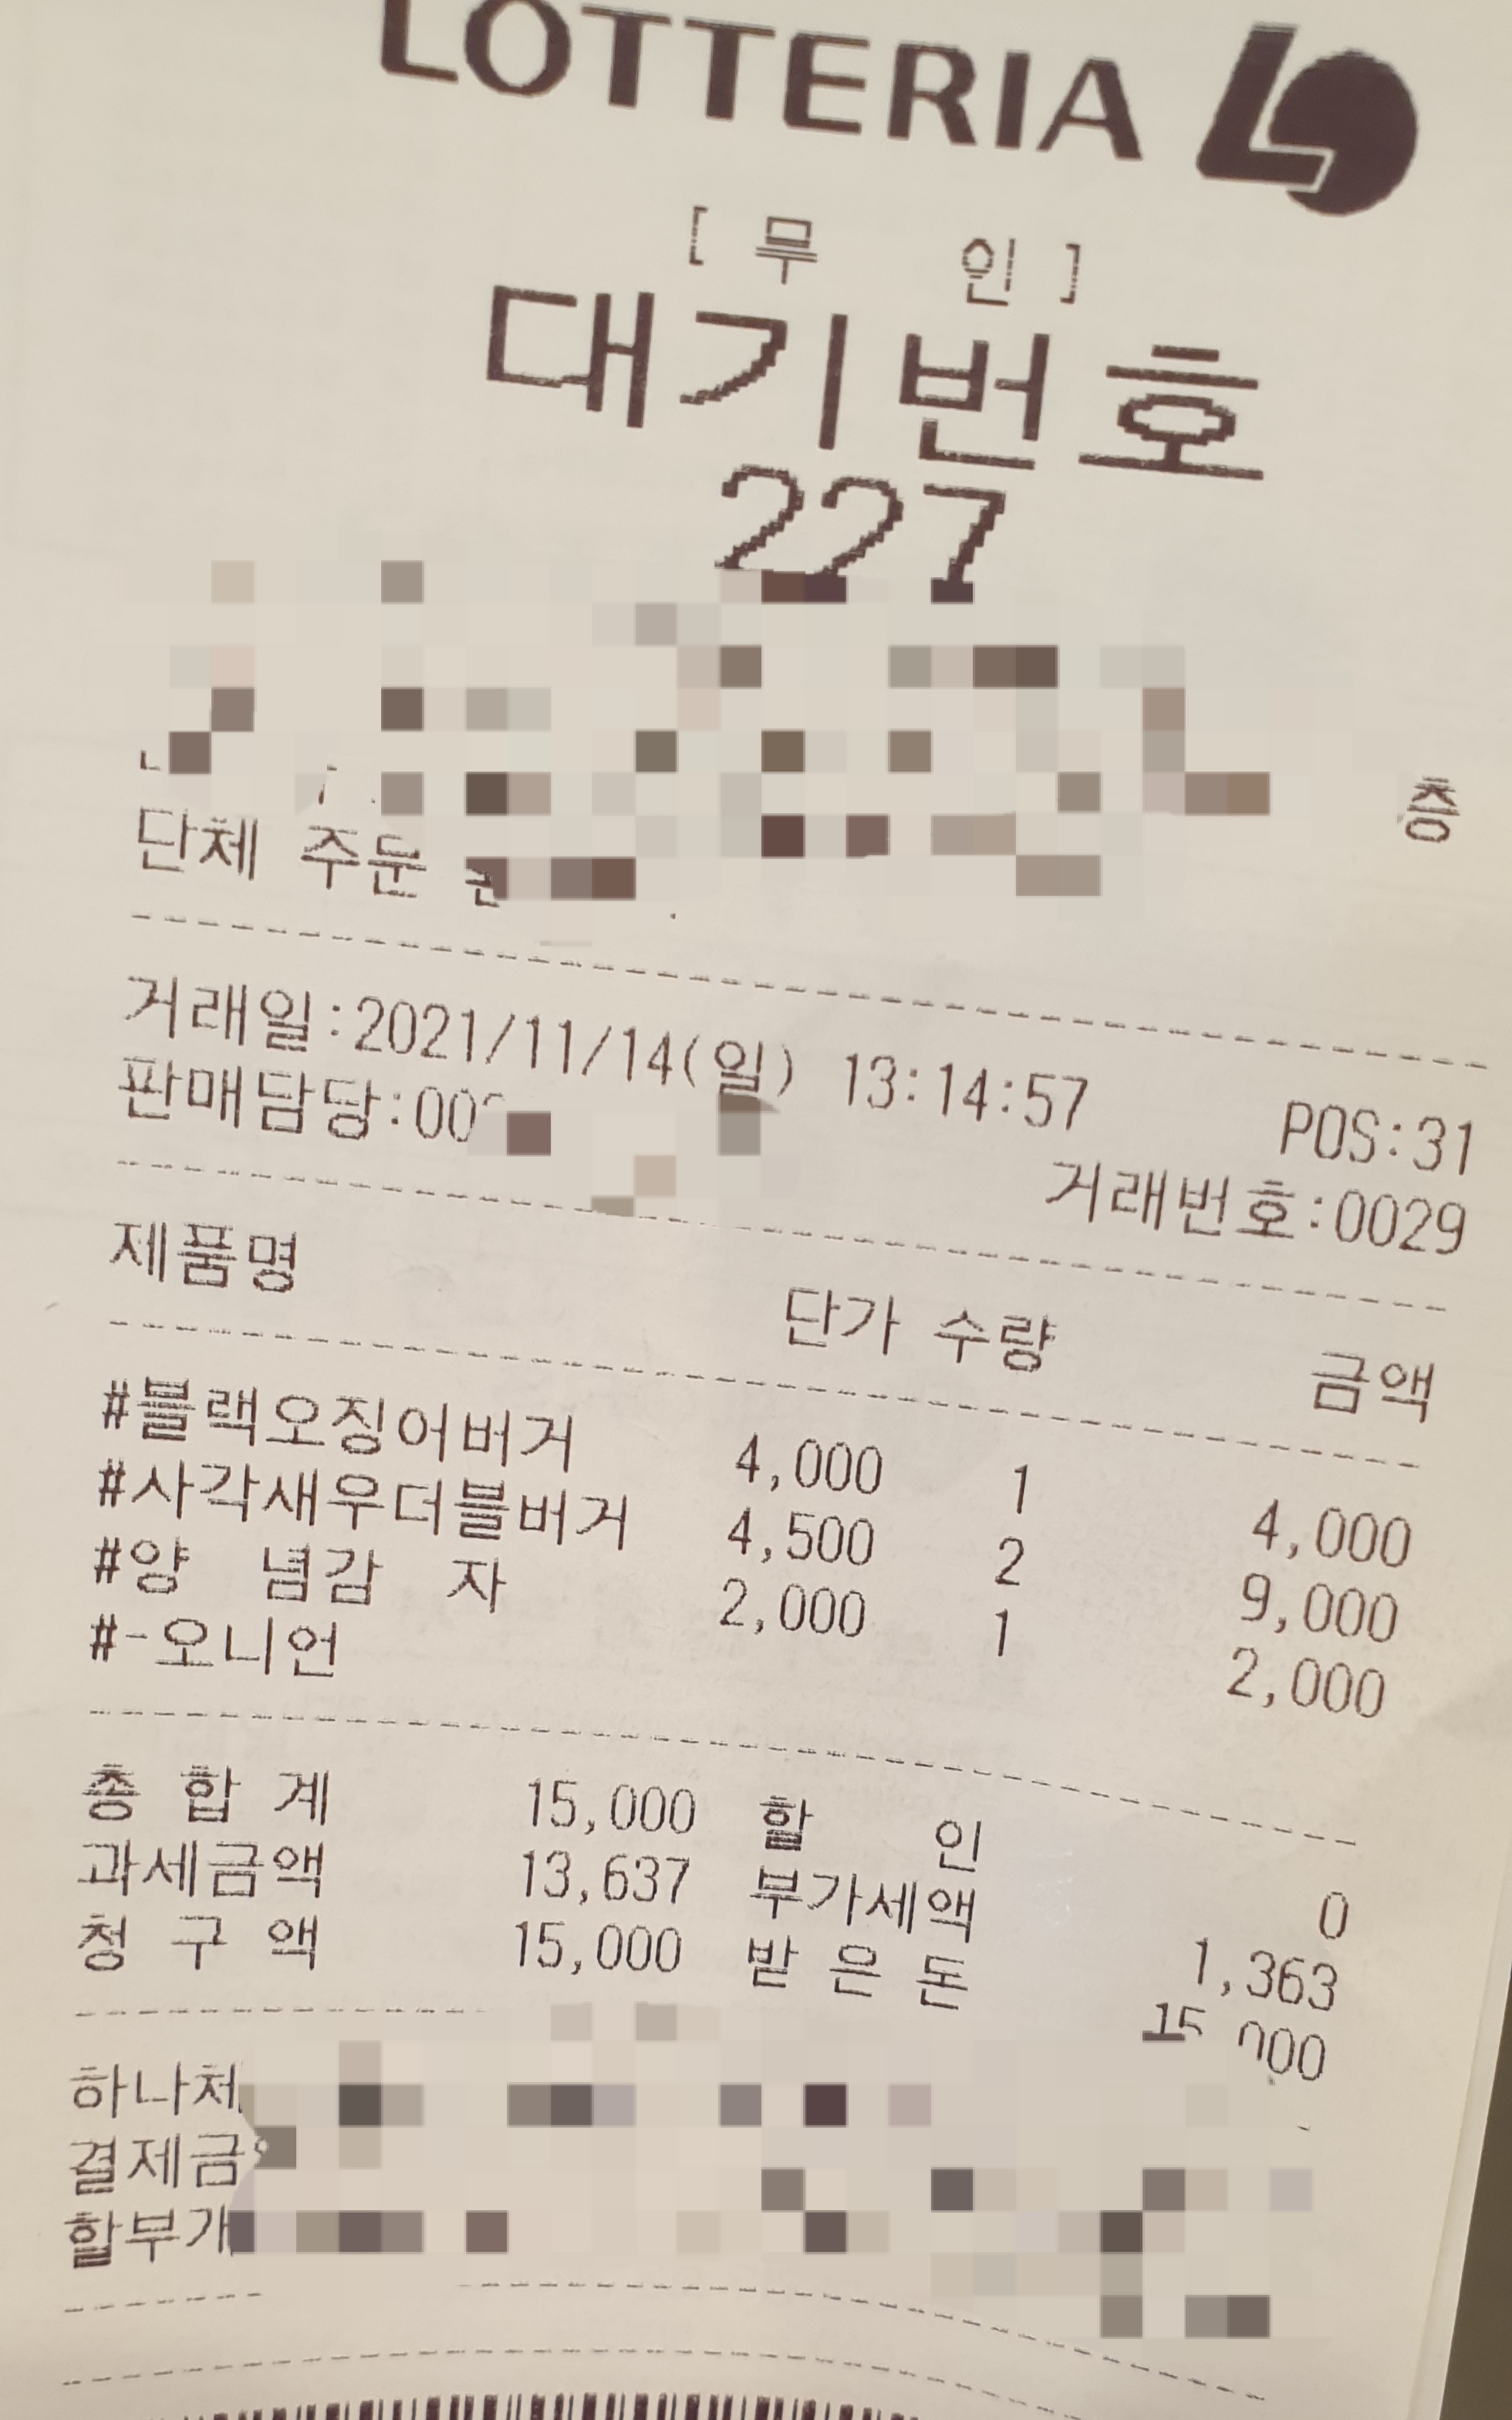 LOTTERIA
[ 무 인 ]
대기번호
227
층
단체 주문
거래일:2021/11/14(일) 13:14:57 POS:31
판매담당:00 거래번호:0029
제품명 단가 수량 금액
#블랙오징어버거 4,000 1 4,000
#사각새우더블버거 4,500 2 9,000
#양 념감 자 2,000 1 2,000
#-오니언
총 합 계 15,000 할 인 0
과세금액 13,637 부가세액 1,363
청 구 액 15,000 받 은 돈 15,000
하나체
결제금
할부개